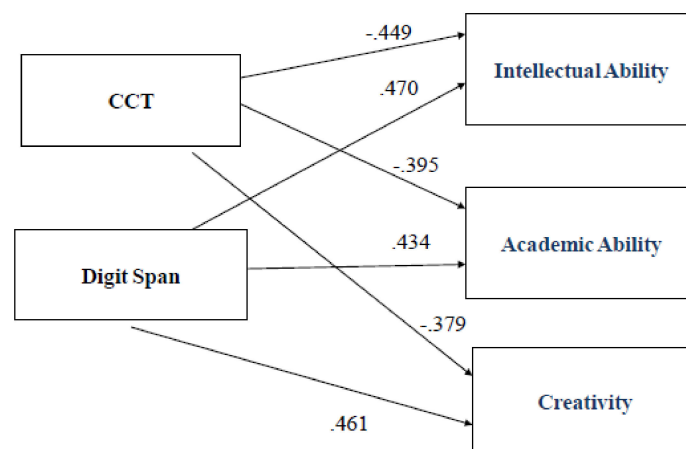 -.449
Intellectual Ability
.470
CCT
-.395
.434
Academic Ability
Digit Span
-.379
Creativity
.461